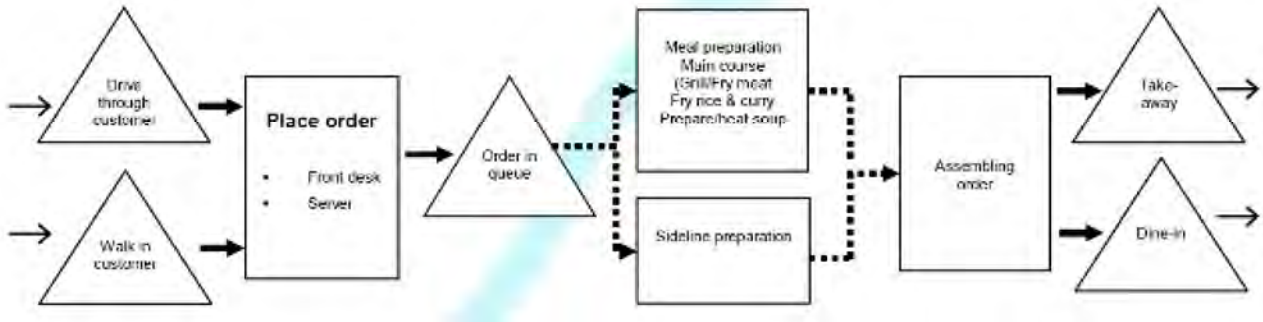 Drive
through
customer
Walk in
customer
Place order
▪ Front desk
▪ Server
Order in
queue
Meal preparation
Main course
(Grill/Fry meat
Fry rice & curry
Prepare/heat soup
Sideline preparation
Assembling
order
Take-
away
Dine-in